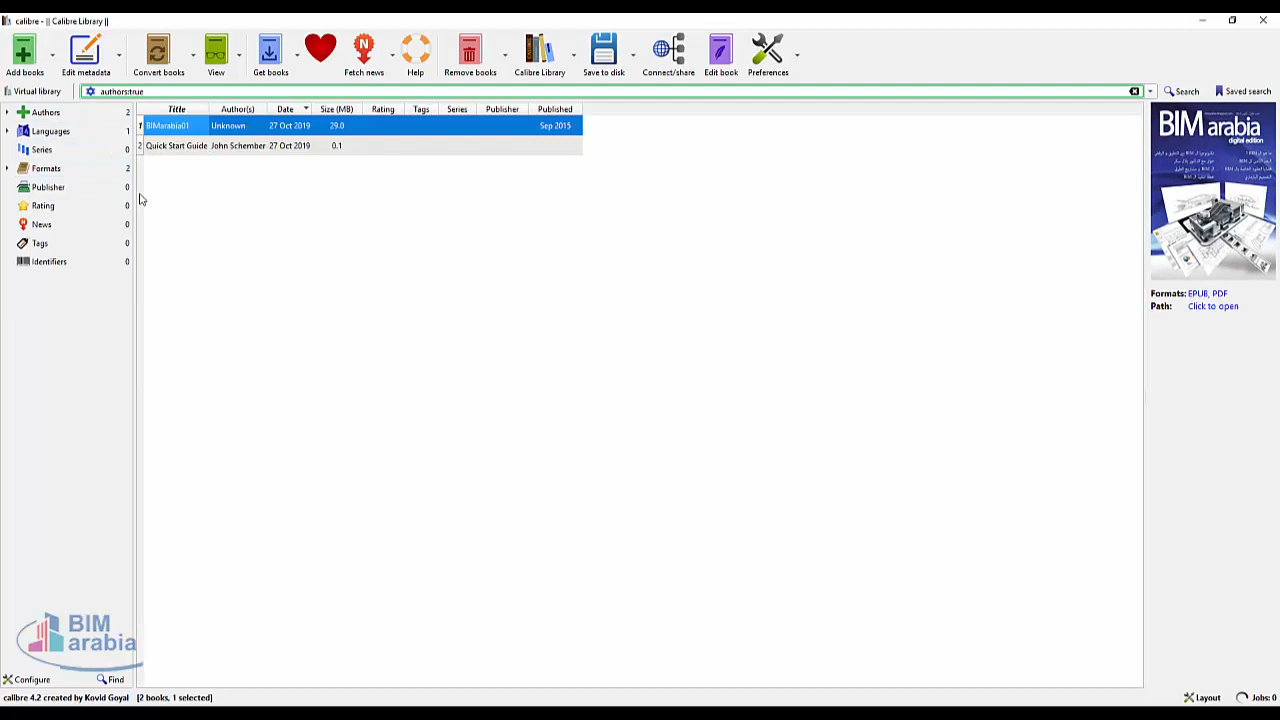 calibre - || Calibre Library ||
Add books
Edit metadata
Convert books
View
Get books
Fetch news
Help
Remove books
Calibre Library
Save to disk
Connect/share
Edit book
Preferences
Virtual library
authors:true
Search
Saved search
Authors 2
Languages 1
Series 0
Formats 2
Publisher 0
Rating 0
News 0
Tags 0
Identifiers 0
Title Author(s) Date Size (MB) Rating Tags Series Publisher Published
1 BIMarabia01 Unknown 27 Oct 2019 29.0 Sep 2015
2 Quick Start Guide John Schember 27 Oct 2019 0.1
BIM arabia
digital edition
Formats: EPUB, PDF
Path: Click to open
BIM
arabia
Configure
Find
calibre 4.2 created by Kovid Goyal [2 books, 1 selected]
Layout
Jobs: 0